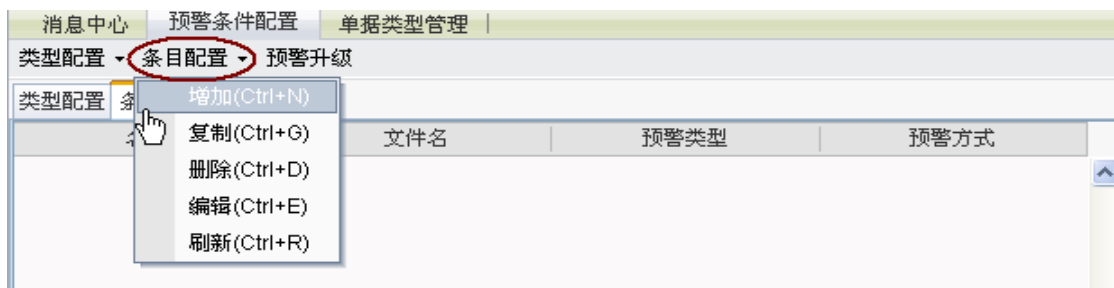 消息中心 预警条件配置 单据类型管理
类型配置 条目配置 预警升级
类型配置
增加(Ctrl+N)
文件名 预警类型 预警方式
复制(Ctrl+G)
删除(Ctrl+D)
编辑(Ctrl+E)
刷新(Ctrl+R)